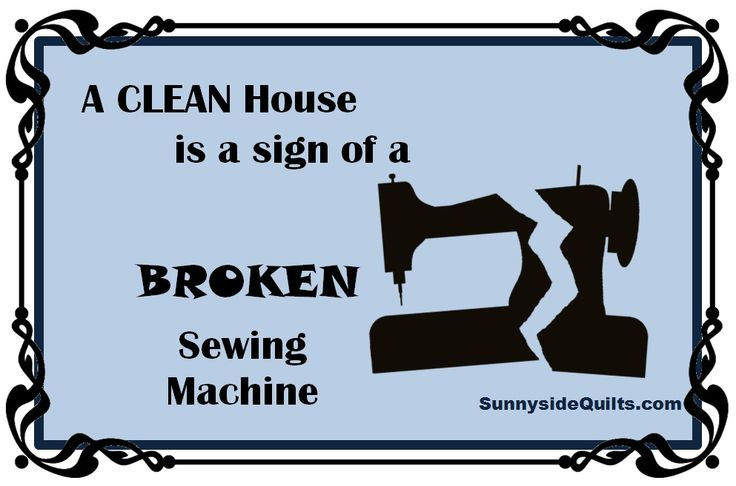 A CLEAN House
is a sign of a
BROKEN
Sewing
Machine
SunnysideQuilts.com